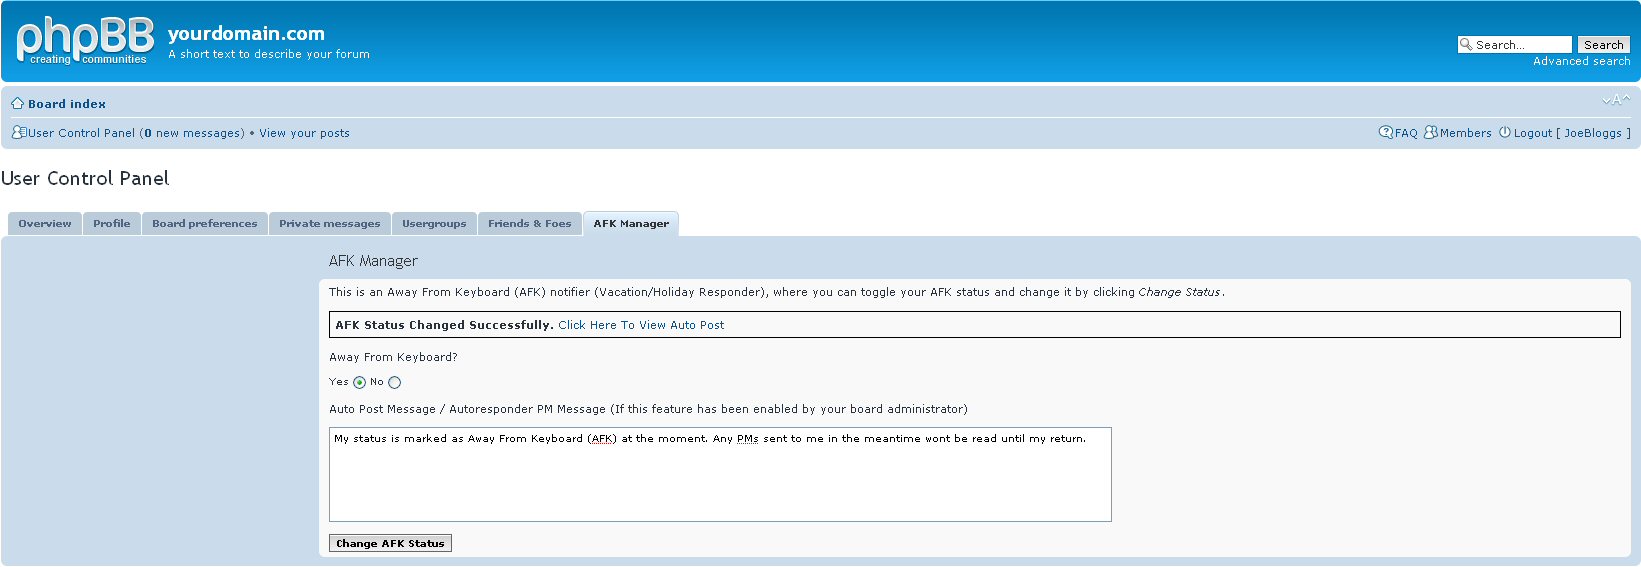 phpBB
creating communities
yourdomain.com
A short text to describe your forum
Search...
Search
Advanced search
Board index
A
User Control Panel (0 new messages) • View your posts
FAQ Members Logout [ JoeBloggs ]
User Control Panel
Overview Profile Board preferences Private messages Usergroups Friends & Foes AFK Manager
AFK Manager
This is an Away From Keyboard (AFK) notifier (Vacation/Holiday Responder), where you can toggle your AFK status and change it by clicking Change Status.
AFK Status Changed Successfully. Click Here To View Auto Post
Away From Keyboard?
Yes No
Auto Post Message / Autoresponder PM Message (If this feature has been enabled by your board administrator)
My status is marked as Away From Keyboard (AFK) at the moment. Any PMs sent to me in the meantime wont be read until my return.
Change AFK Status